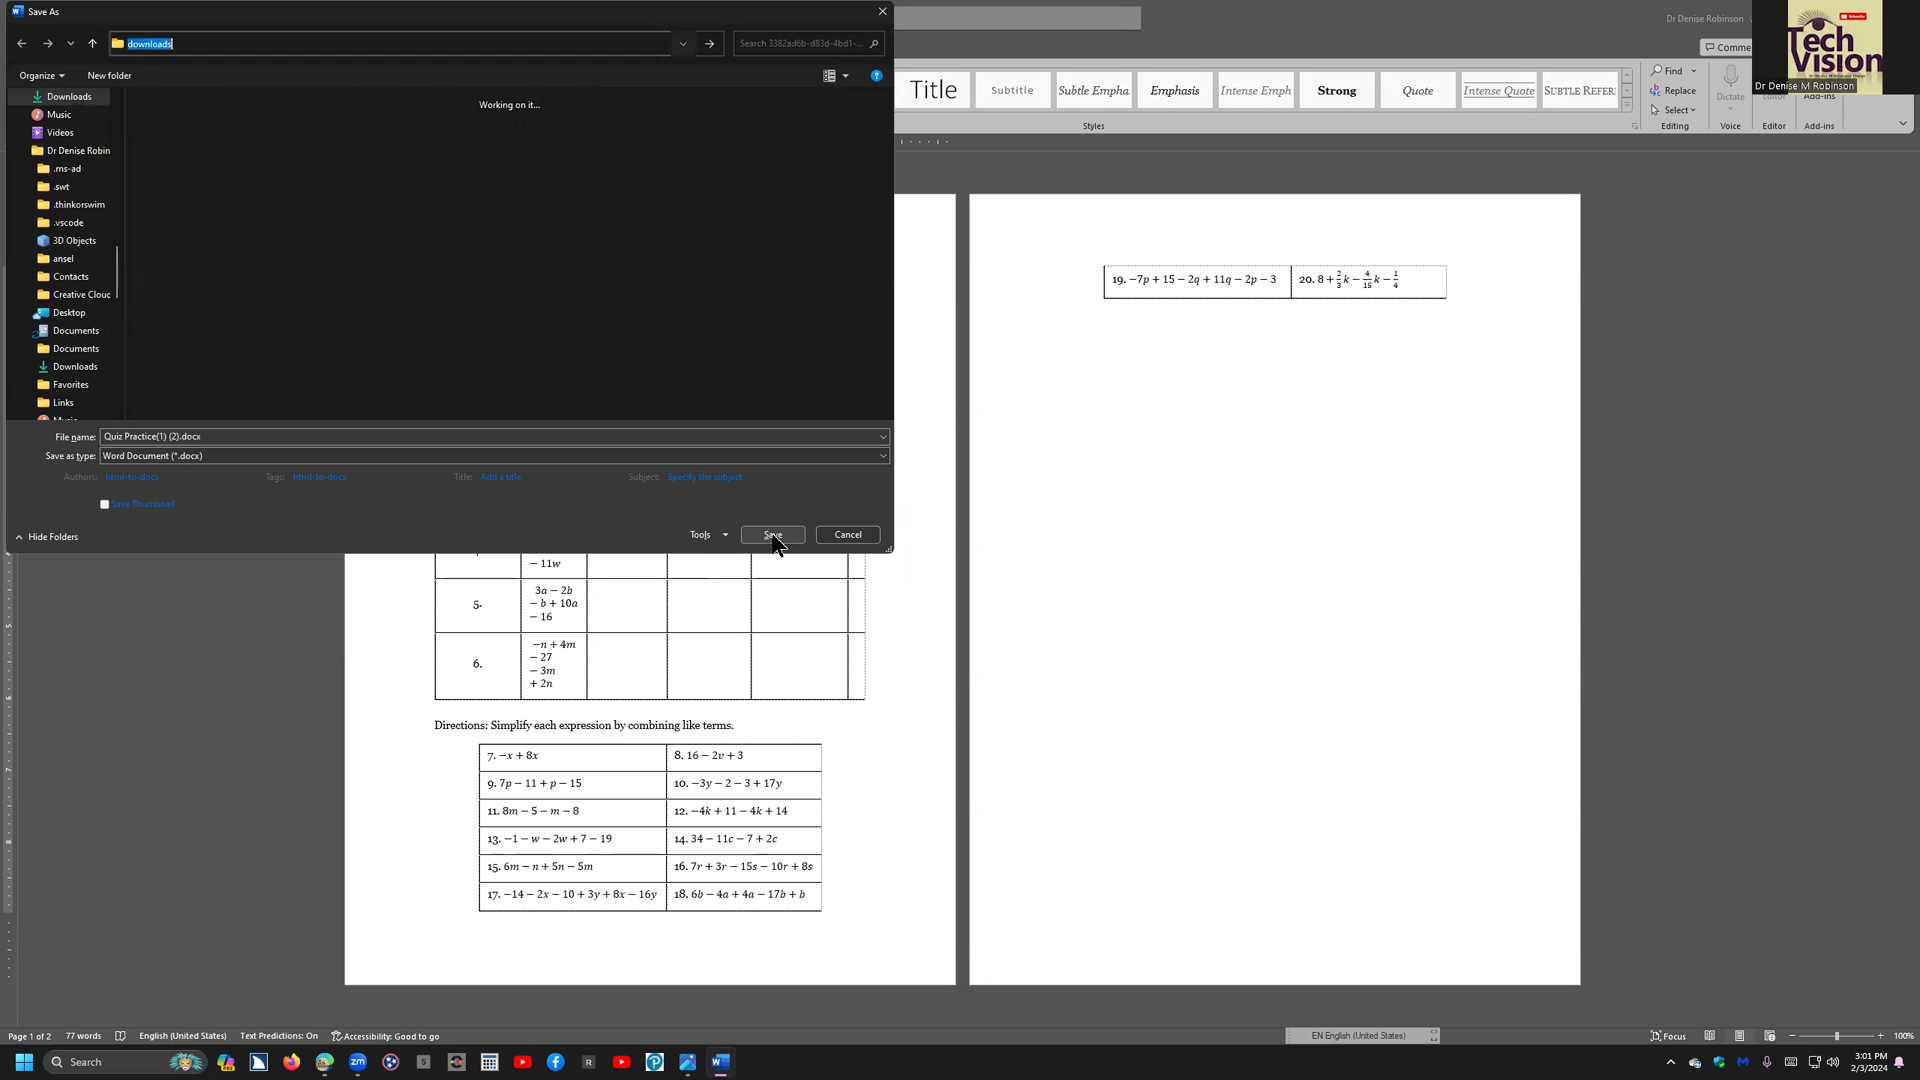 Save As
downloads
Search 3382ad6b-d83d-4bd1-...
Organize
New folder
Downloads
Music
Videos
Dr Denise Robin
.ms-ad
.swt
.thinkorswim
.vscode
3D Objects
ansel
Contacts
Creative Clouc
Desktop
Documents
Documents
Downloads
Favorites
Links
Working on it...
File name:
Quiz Practice(1) (2).docx
Save as type:
Word Document (*.docx)
Authors: html-to-docx
Tags: html-to-docx
Title: Add a title
Subject: Specify the subject
Save Thumbnail
Hide Folders
Tools
Save
Cancel
Dr Denise Robinson
Comme
Title
Subtitle
Subtle Empha
Emphasis
Intense Emph
Strong
Quote
Intense Quote
SUBTLE REFER
Styles
Find
Replace
Select
Editing
Dictate
Voice
Editor
Editor
Add-ins
Add-ins
Tech
Vision
Dr Denise M Robinson
19. −7p + 15 − 2q + 11q − 2p − 3
20. 8 + 2/3 k − 4/15 k − 1/4
− 11w
5.
3a − 2b
− b + 10a
− 16
6.
−n + 4m
− 27
− 3m
+ 2n
Directions: Simplify each expression by combining like terms.
7. −x + 8x
8. 16 − 2v + 3
9. 7p − 11 + p − 15
10. −3y − 2 − 3 + 17y
11. 8m − 5 − m − 8
12. −4k + 11 − 4k + 14
13. −1 − w − 2w + 7 − 19
14. 34 − 11c − 7 + 2c
15. 6m − n + 5n − 5m
16. 7r + 3r − 15s − 10r + 8s
17. −14 − 2x − 10 + 3y + 8x − 16y
18. 6b − 4a + 4a − 17b + b
Page 1 of 2
77 words
English (United States)
Text Predictions: On
Accessibility: Good to go
EN English (United States)
Focus
100%
Search
3:01 PM
2/3/2024